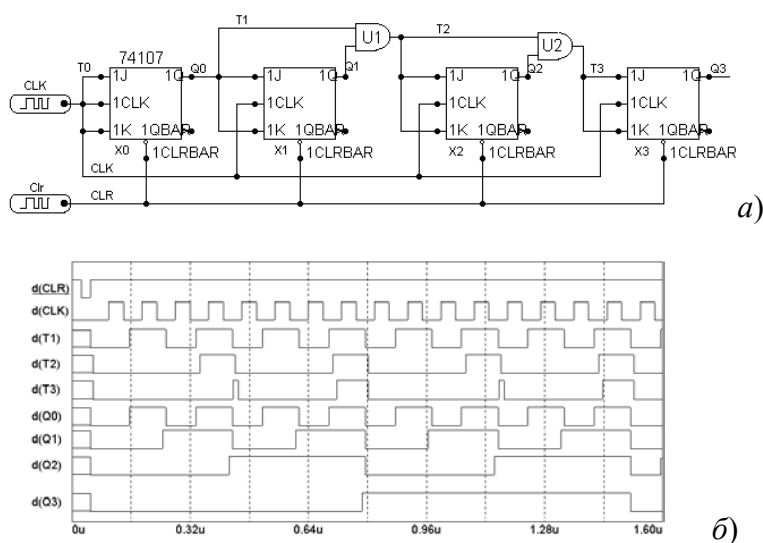 T1
T2
U1
U2
74107
CLK
T0
1J
1Q
Q0
1J
1Q
Q1
1J
1Q
Q2
T3
1J
1Q
Q3
1CLK
1CLK
1CLK
1CLK
1K
1QBAR
1K
1QBAR
1K
1QBAR
1K
1QBAR
X0
1CLRBAR
X1
1CLRBAR
X2
1CLRBAR
X3
1CLRBAR
CLK
Clr
CLR
а)
d(CLR)
d(CLK)
d(T1)
d(T2)
d(T3)
d(Q0)
d(Q1)
d(Q2)
d(Q3)
0u 0.32u 0.64u 0.96u 1.28u 1.60u
б)